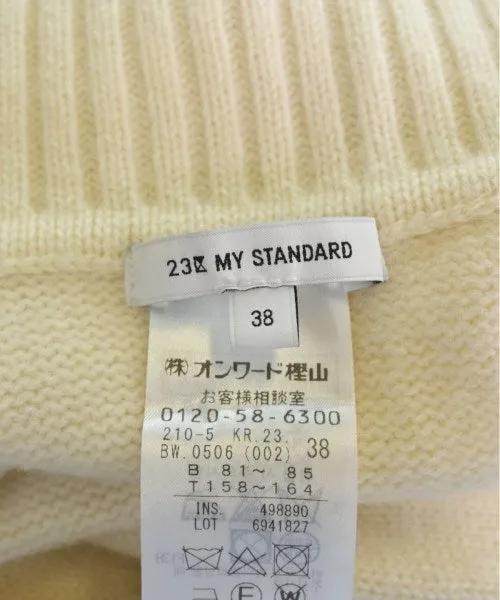 23区 MY STANDARD
38
㈱オンワード樫山
お客様相談室
0120-58-6300
210-5 KR.23.
BW.0506 (002) 38
B 81～ 85
T158～164
INS. 498890
LOT 6941827
F W